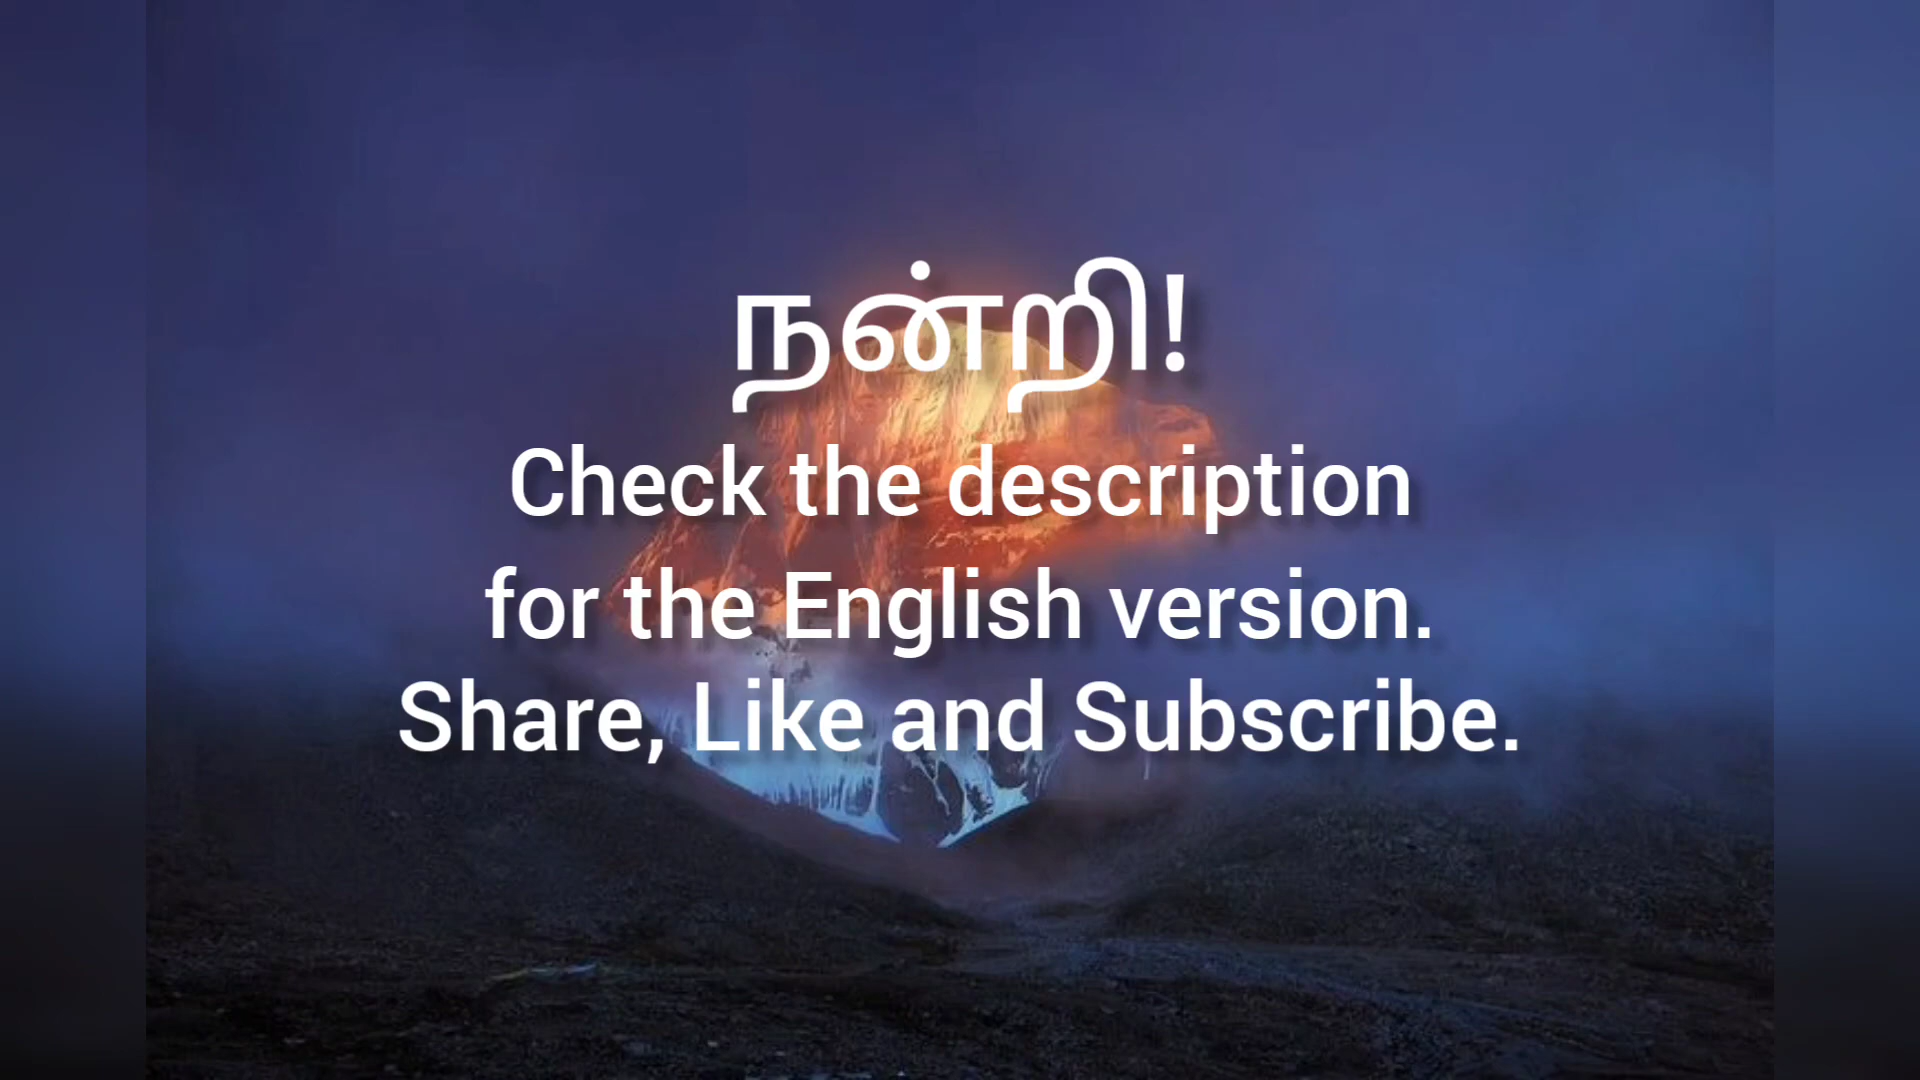 நன்றி!
Check the description
for the English version.
Share, Like and Subscribe.